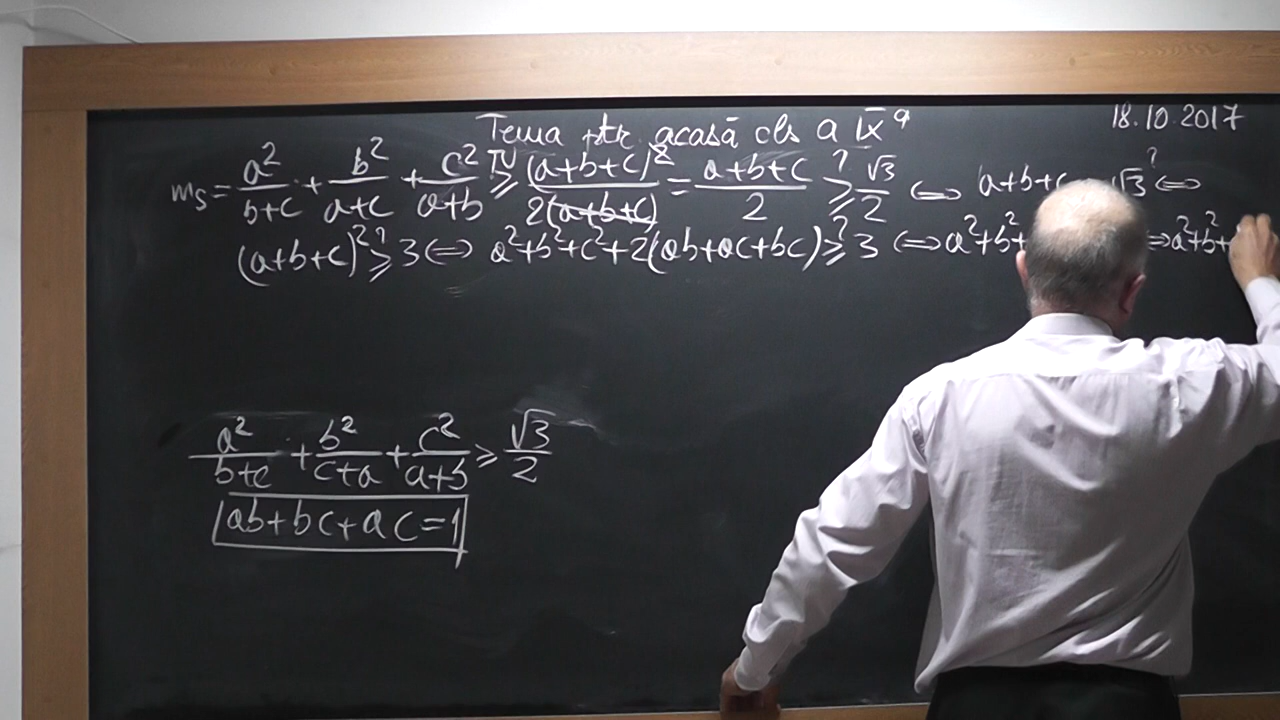 Tema ptr. acasă cls a IX a
18.10.2017
ms = a²/(b+c) + b²/(a+c) + c²/(a+b) ≥ (a+b+c)²/2(a+b+c) = (a+b+c)/2 ≥? √3/2 ⇔ a+b+c √3? ⇔
(a+b+c)² ≥? 3 ⇔ a²+b²+c²+2(ab+ac+bc) ≥? 3 ⇔ a²+b²+ ⇒ a²+b²+
a²/(b+c) + b²/(c+a) + c²/(a+b) ≥ √3/2
ab+bc+ac=1